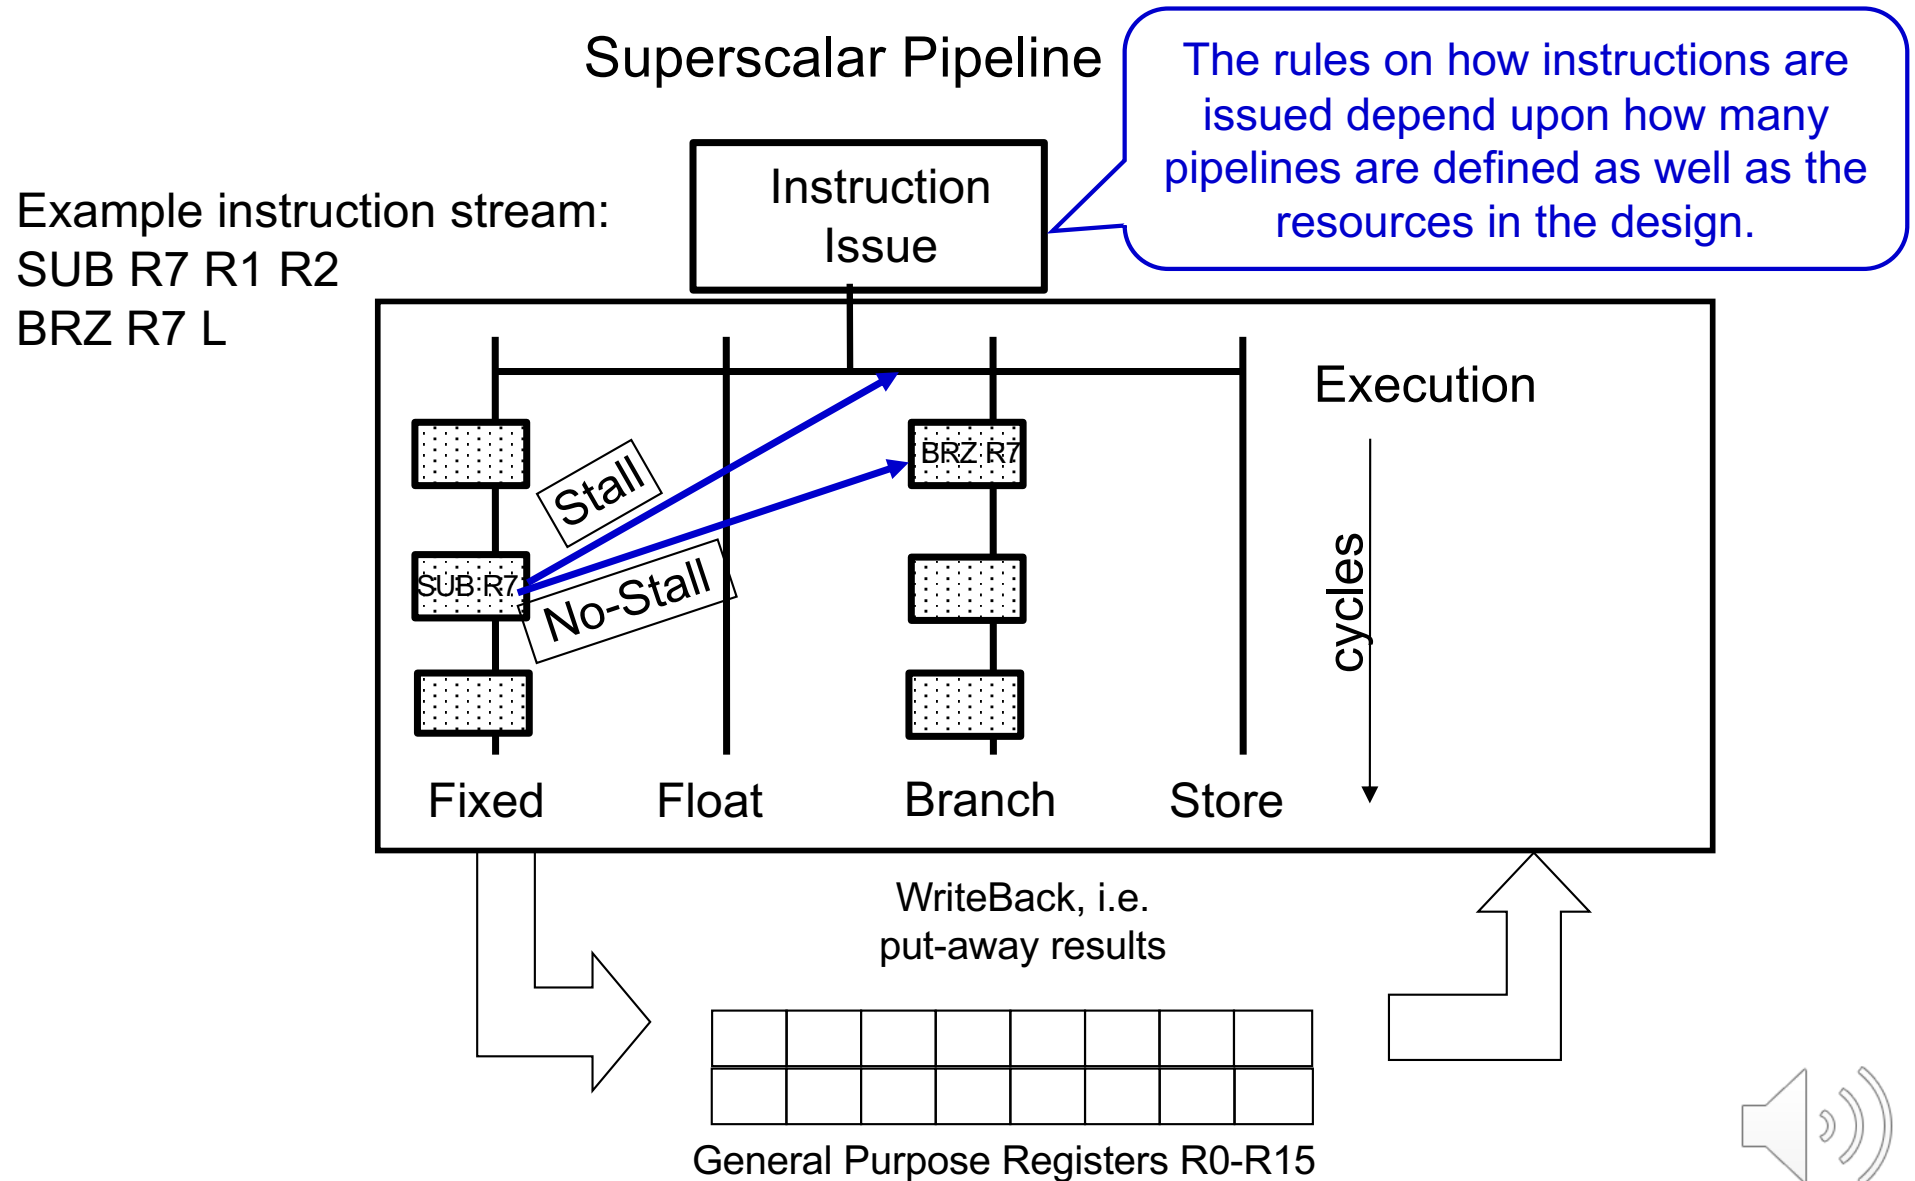 Superscalar Pipeline
The rules on how instructions are
issued depend upon how many
pipelines are defined as well as the
resources in the design.
Instruction
Issue
Example instruction stream:
SUB R7 R1 R2
BRZ R7 L
Execution
BRZ R7
Stall
SUB R7
No-Stall
cycles
Fixed
Float
Branch
Store
WriteBack, i.e.
put-away results
General Purpose Registers R0-R15